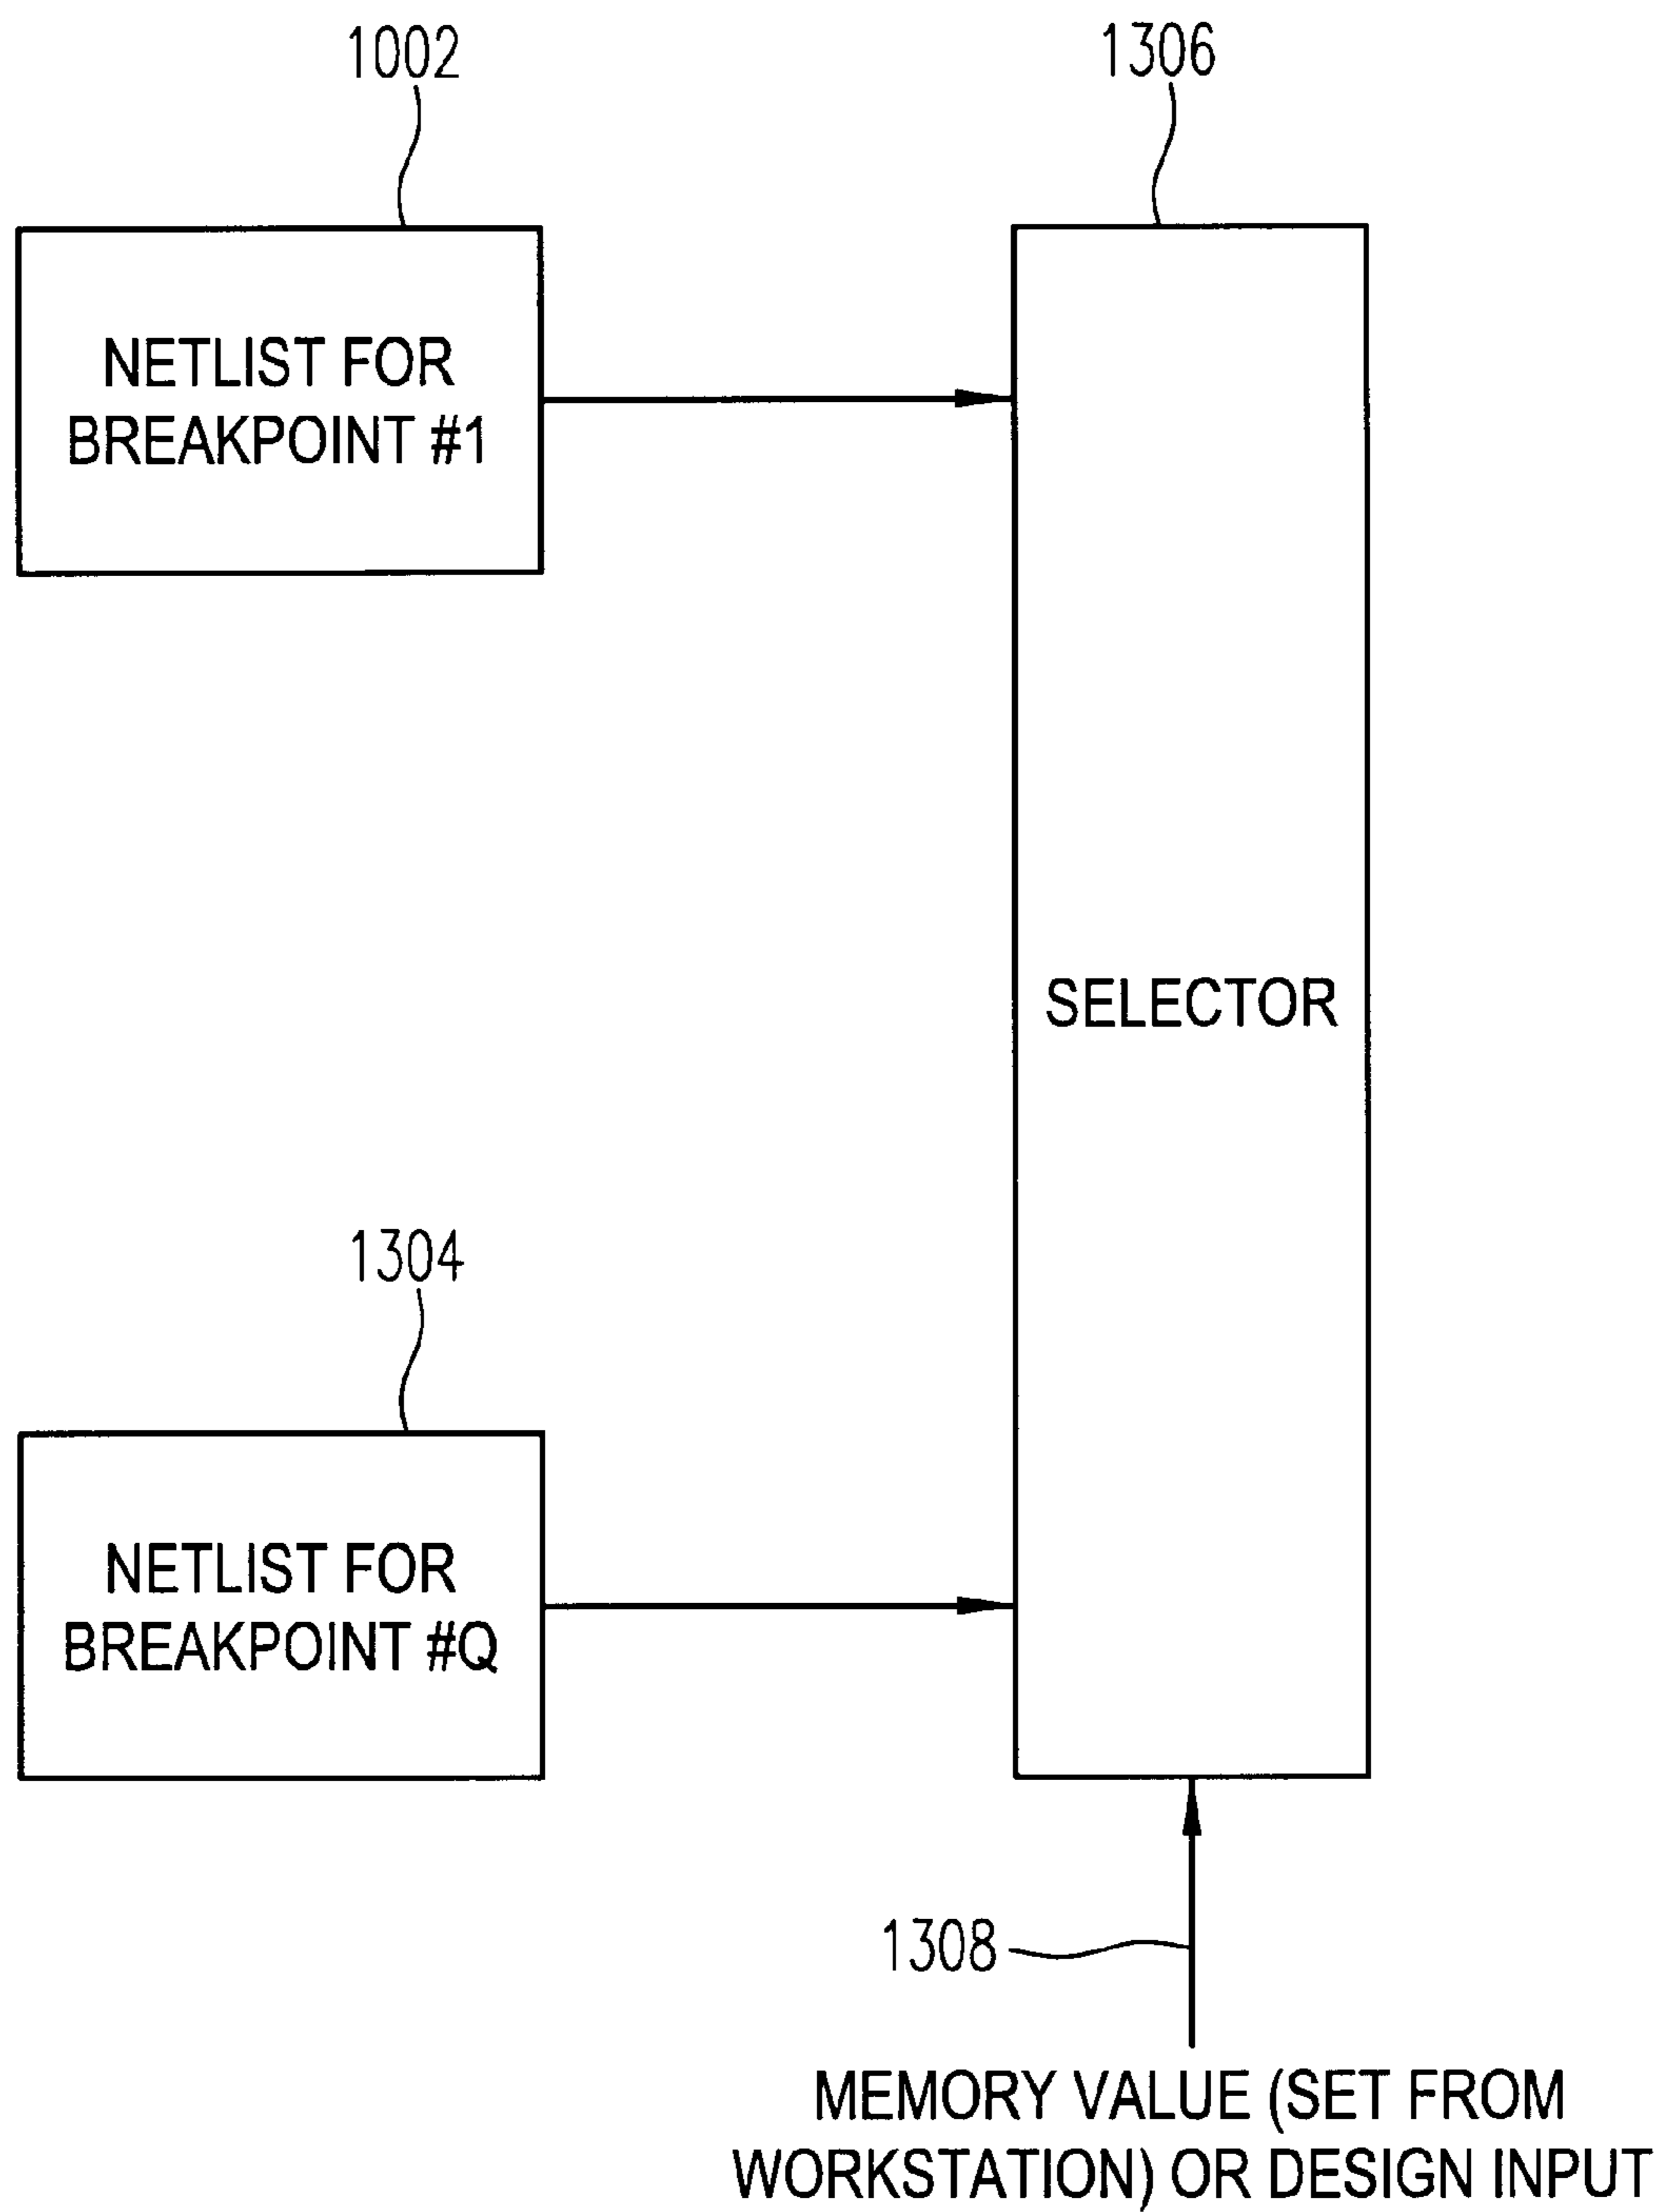 1002
1306
NETLIST FOR
BREAKPOINT #1
SELECTOR
1304
NETLIST FOR
BREAKPOINT #Q
1308
MEMORY VALUE (SET FROM
WORKSTATION) OR DESIGN INPUT